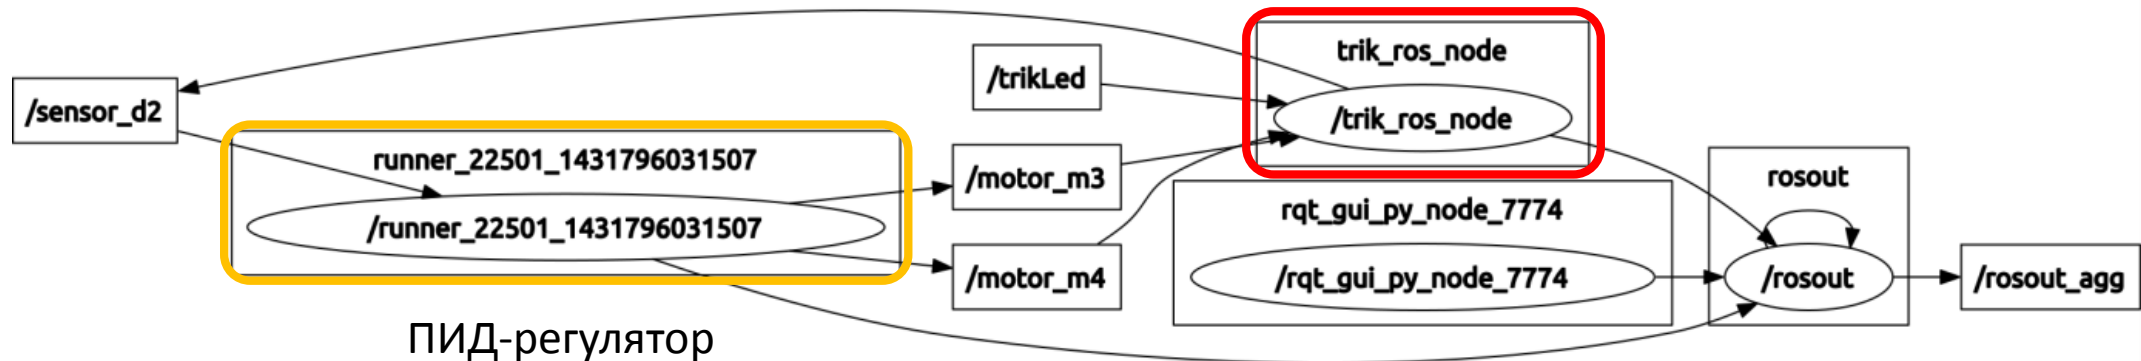 trik_ros_node
/trikLed
/sensor_d2
/trik_ros_node
runner_22501_1431796031507
/motor_m3
rosout
rqt_gui_py_node_7774
/runner_22501_1431796031507
/motor_m4
/rqt_gui_py_node_7774
/rosout
/rosout_agg
ПИД-регулятор